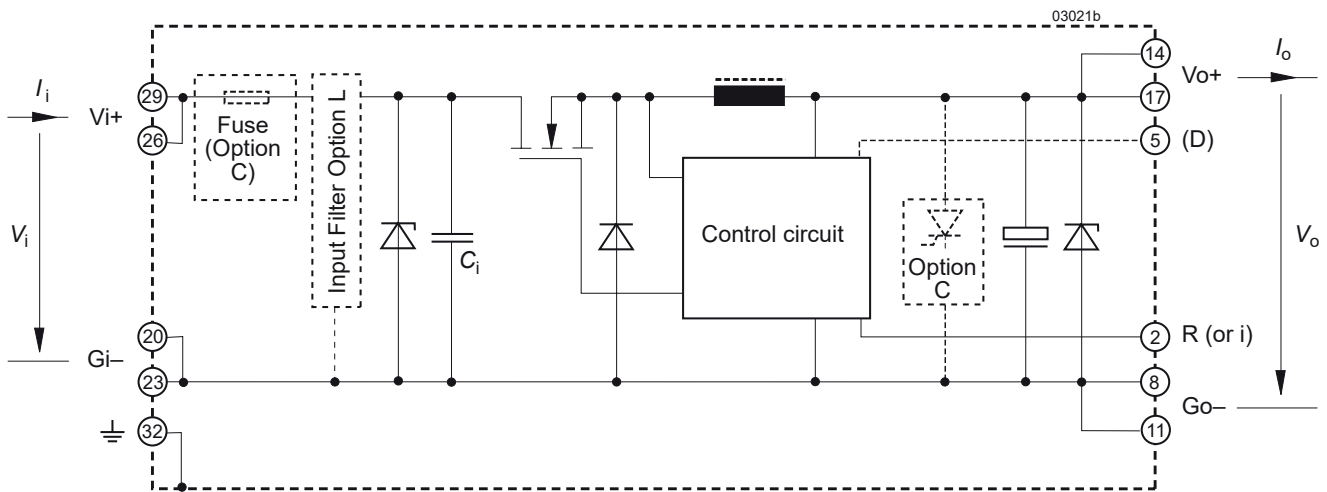 03021b
14
Ii
Io
29
Vi+
Fuse
(Option
C)
Input Filter Option L
Vo+
17
26
5
(D)
Vi
Ci
Control circuit
Option
C
Vo
20
Gi–
2
R (or i)
23
8
Go–
32
11